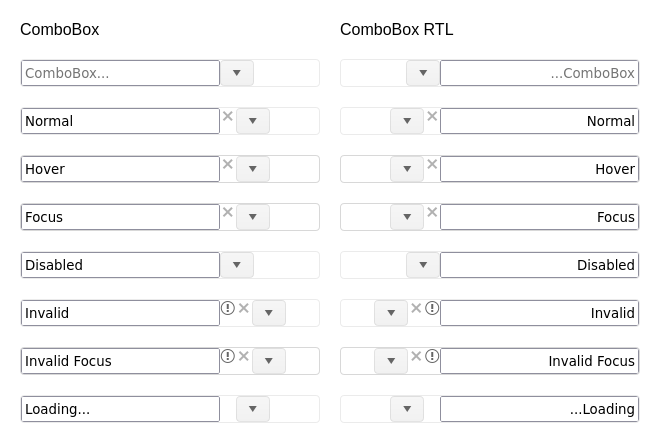 ComboBox
ComboBox RTL
ComboBox...
...ComboBox
Normal
Normal
Hover
Hover
Focus
Focus
Disabled
Disabled
Invalid
Invalid
Invalid Focus
Invalid Focus
Loading...
...Loading